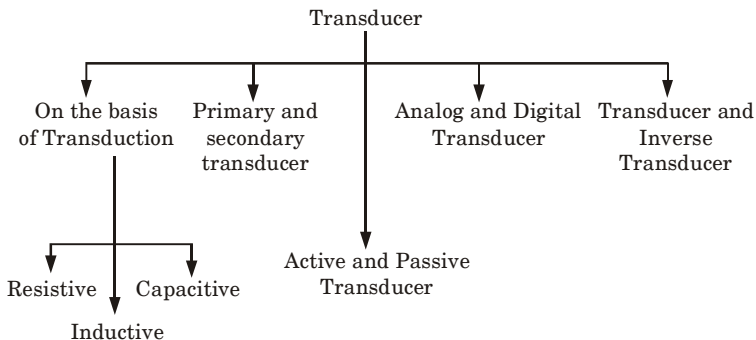 Transducer
On the basis
of Transduction
Primary and
secondary
transducer
Analog and Digital
Transducer
Transducer and
Inverse
Transducer
Active and Passive
Transducer
Resistive
Capacitive
Inductive